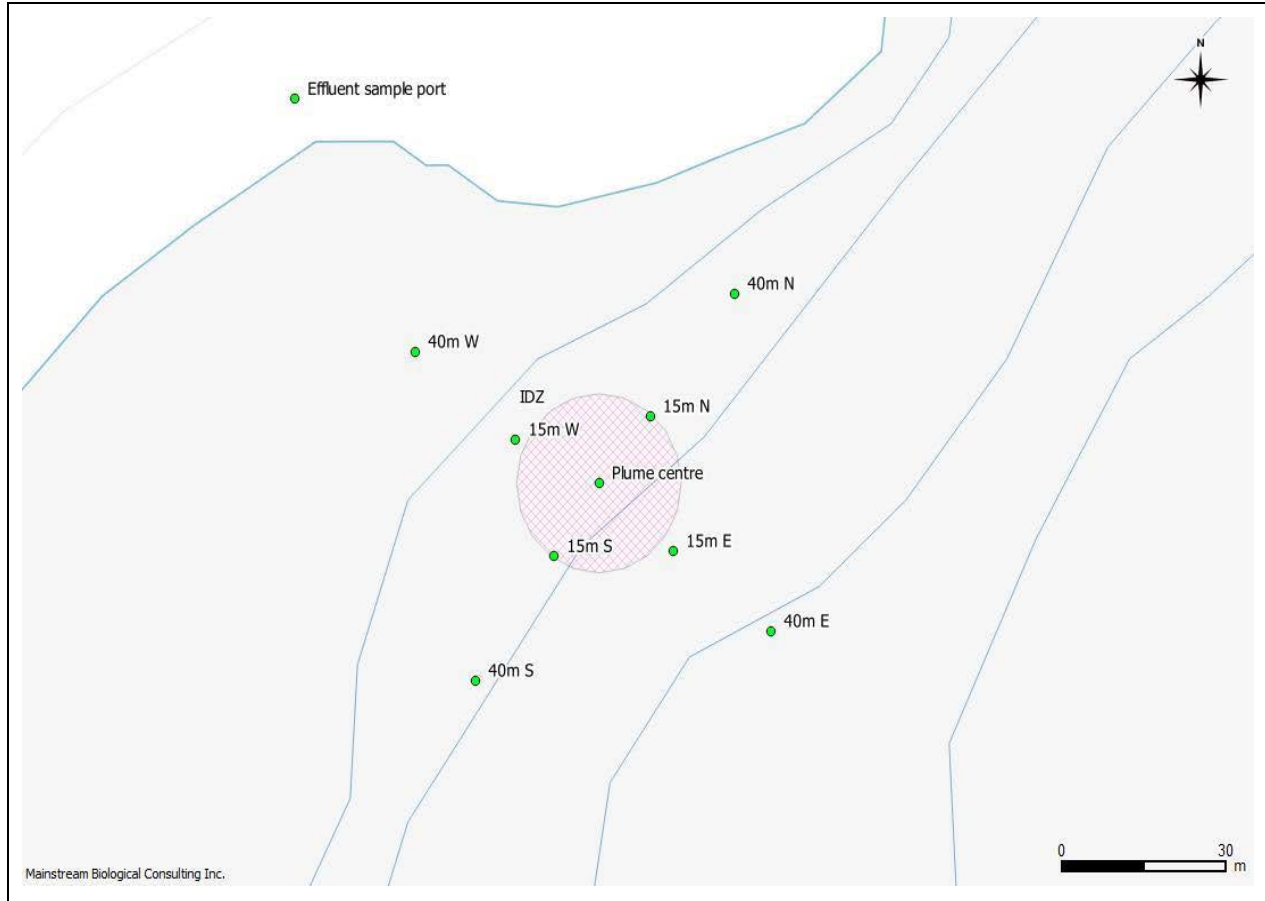 N
Effluent sample port
40m N
40m W
IDZ
15m N
15m W
Plume centre
15m S
15m E
40m E
40m S
0 30
m
Mainstream Biological Consulting Inc.